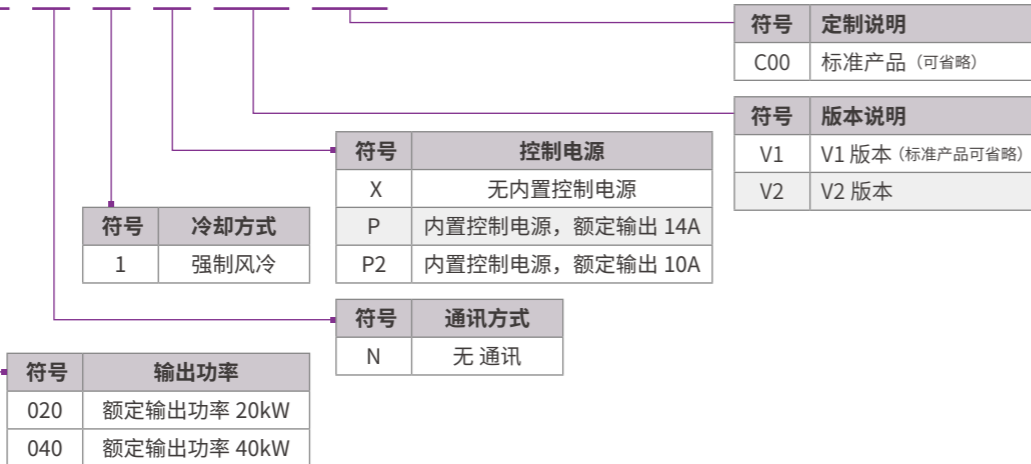 符号 定制说明
C00 标准产品（可省略）
符号 版本说明
V1 V1 版本（标准产品可省略）
V2 V2 版本
符号 控制电源
X 无内置控制电源
P 内置控制电源，额定输出 14A
P2 内置控制电源，额定输出 10A
符号 冷却方式
1 强制风冷
符号 通讯方式
N 无 通讯
符号 输出功率
020 额定输出功率 20kW
040 额定输出功率 40kW